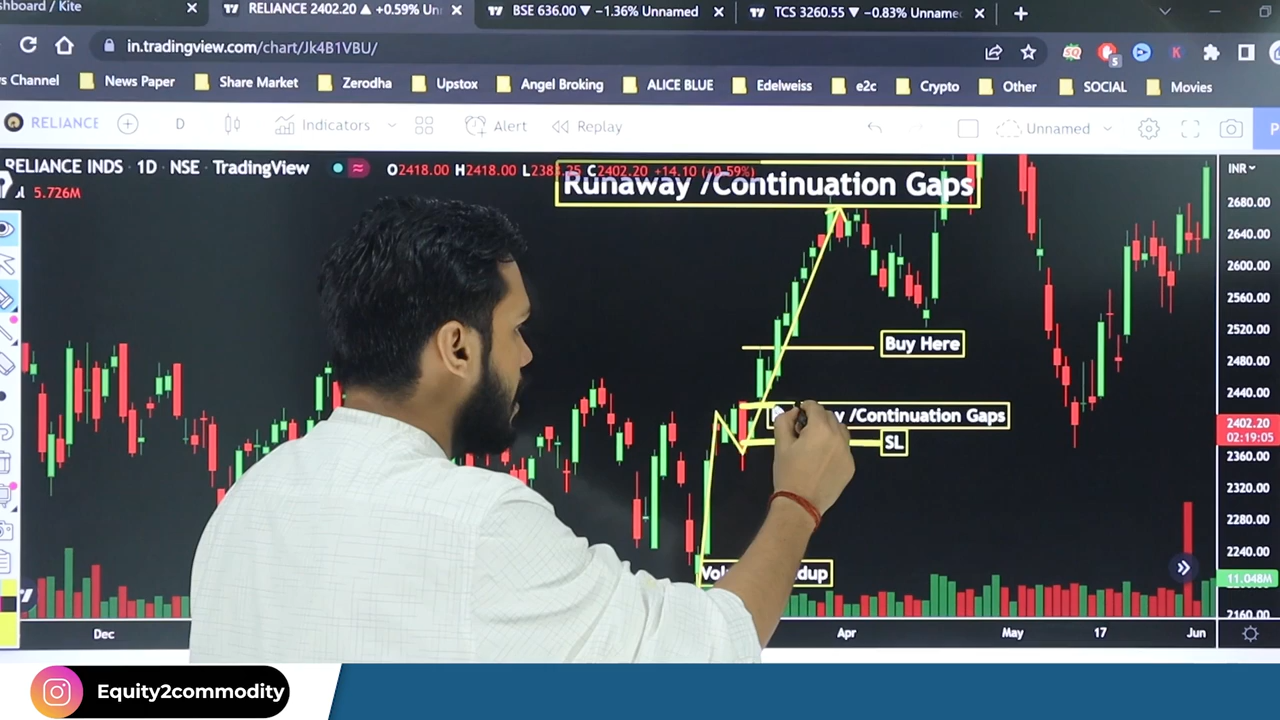 shboard / Kite
RELIANCE 2402.20 ▲ +0.59% Un
BSE 636.00 ▼ −1.36% Unnamed
TCS 3260.55 ▼ −0.83% Unname
in.tradingview.com/chart/Jk4B1VBU/
s Channel
News Paper
Share Market
Zerodha
Upstox
Angel Broking
ALICE BLUE
Edelweiss
e2c
Crypto
Other
SOCIAL
Movies
RELIANCE
D
Indicators
Alert
Replay
Unnamed
P
RELIANCE INDS · 1D · NSE · TradingView
O2418.00 H2418.00 L2383.25 C2402.20 +14.10 (+0.59%)
5.726M
Runaway /Continuation Gaps
INR
2680.00
2640.00
2600.00
2560.00
2520.00
Buy Here
2480.00
2440.00
y /Continuation Gaps
2402.20
02:19:05
SL
2360.00
2320.00
2280.00
2240.00
Vol
dup
11.048M
2160.00
Dec
Apr
May
17
Jun
Equity2commodity